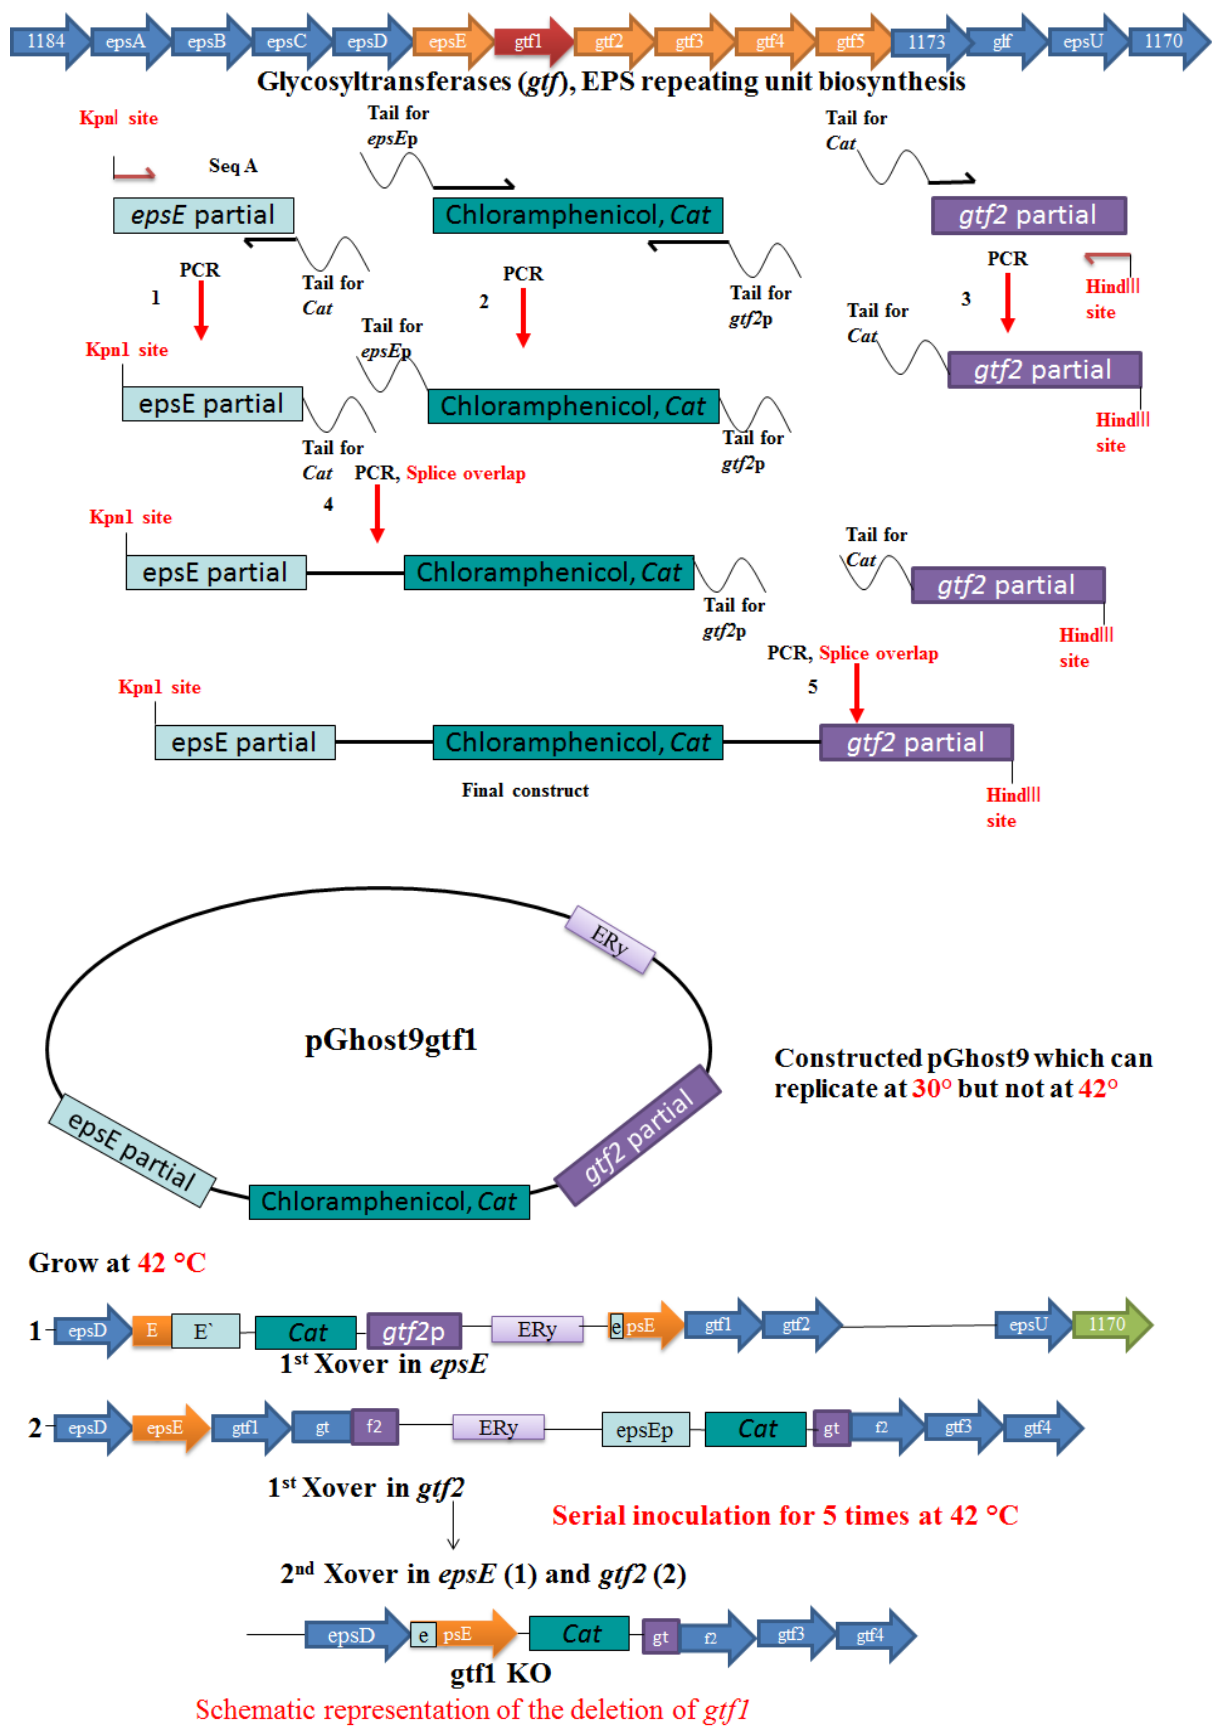 1184 epsA epsB epsC epsD epsE gtf1 gtf2 gtf3 gtf4 gtf5 1173 glf epsU 1170
Glycosyltransferases (gtf), EPS repeating unit biosynthesis
KpnI site
Seq A
Tail for
epsEp
Tail for
Cat
epsE partial
Chloramphenicol, Cat
gtf2 partial
PCR
1
Tail for
Cat
PCR
2
Tail for
gtf2p
PCR
3
HindIII
site
Kpn1 site
Tail for
epsEp
Tail for
Cat
epsE partial
Chloramphenicol, Cat
gtf2 partial
Tail for
Cat
Tail for
gtf2p
HindIII
site
PCR, Splice overlap
4
Kpn1 site
Tail for
Cat
epsE partial
Chloramphenicol, Cat
gtf2 partial
Tail for
gtf2p
HindIII
site
PCR, Splice overlap
5
Kpn1 site
epsE partial
Chloramphenicol, Cat
gtf2 partial
Final construct
HindIII
site
ERy
pGhost9gtf1
Constructed pGhost9 which can
replicate at 30° but not at 42°
epsE partial
gtf2 partial
Chloramphenicol, Cat
Grow at 42 °C
1 epsD E E` Cat gtf2p ERy e psE gtf1 gtf2 epsU 1170
1st Xover in epsE
2 epsD epsE gtf1 gt f2 ERy epsEp Cat gt f2 gtf3 gtf4
1st Xover in gtf2
Serial inoculation for 5 times at 42 °C
2nd Xover in epsE (1) and gtf2 (2)
epsD e psE Cat gt f2 gtf3 gtf4
gtf1 KO
Schematic representation of the deletion of gtf1